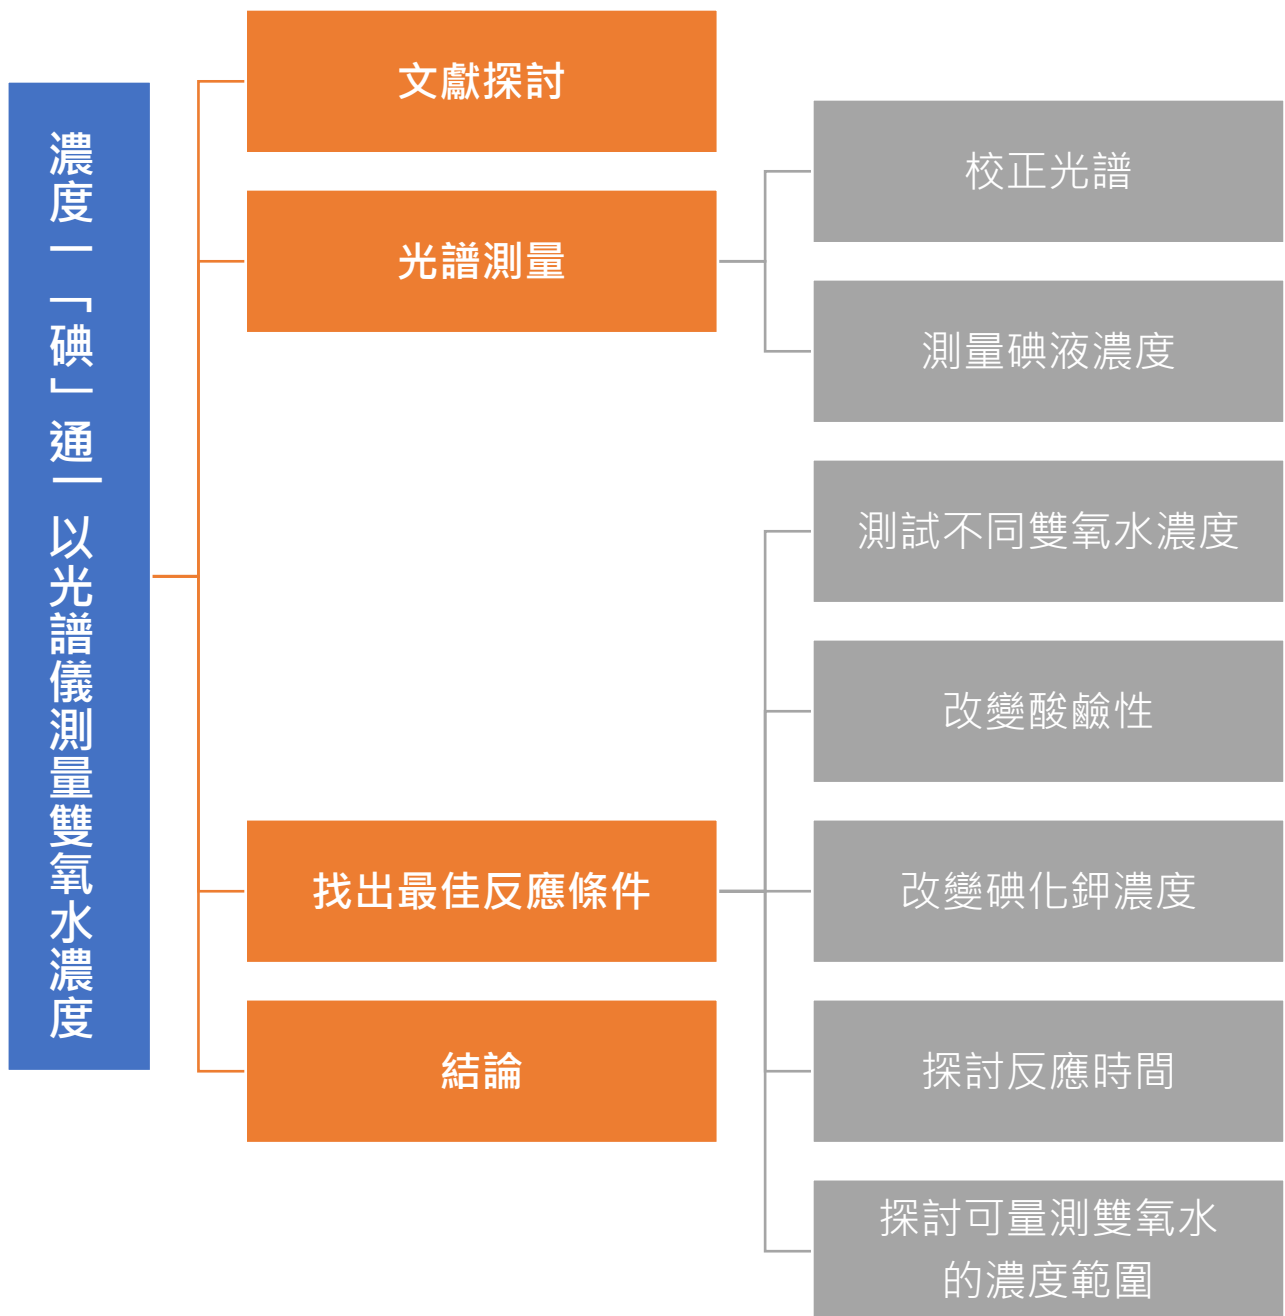 濃度一「碘」通—以光譜儀測量雙氧水濃度
文獻探討
光譜測量
校正光譜
測量碘液濃度
找出最佳反應條件
測試不同雙氧水濃度
改變酸鹼性
改變碘化鉀濃度
探討反應時間
探討可量測雙氧水
的濃度範圍
結論